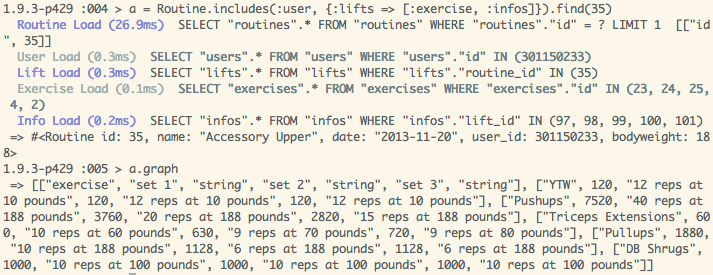 1.9.3-p429 :004 > a = Routine.includes(:user, {:lifts => [:exercise, :infos]}).find(35)
Routine Load (26.9ms) SELECT "routines".* FROM "routines" WHERE "routines"."id" = ? LIMIT 1 [["id
", 35]]
User Load (0.3ms) SELECT "users".* FROM "users" WHERE "users"."id" IN (301150233)
Lift Load (0.3ms) SELECT "lifts".* FROM "lifts" WHERE "lifts"."routine_id" IN (35)
Exercise Load (0.1ms) SELECT "exercises".* FROM "exercises" WHERE "exercises"."id" IN (23, 24, 25,
4, 2)
Info Load (0.2ms) SELECT "infos".* FROM "infos" WHERE "infos"."lift_id" IN (97, 98, 99, 100, 101)
=> #<Routine id: 35, name: "Accessory Upper", date: "2013-11-20", user_id: 301150233, bodyweight: 18
8>
1.9.3-p429 :005 > a.graph
=> [["exercise", "set 1", "string", "set 2", "string", "set 3", "string"], ["YTW", 120, "12 reps at
10 pounds", 120, "12 reps at 10 pounds", 120, "12 reps at 10 pounds"], ["Pushups", 7520, "40 reps at
188 pounds", 3760, "20 reps at 188 pounds", 2820, "15 reps at 188 pounds"], ["Triceps Extensions", 60
0, "10 reps at 60 pounds", 630, "9 reps at 70 pounds", 720, "9 reps at 80 pounds"], ["Pullups", 1880,
"10 reps at 188 pounds", 1128, "6 reps at 188 pounds", 1128, "6 reps at 188 pounds"], ["DB Shrugs",
1000, "10 reps at 100 pounds", 1000, "10 reps at 100 pounds", 1000, "10 reps at 100 pounds"]]